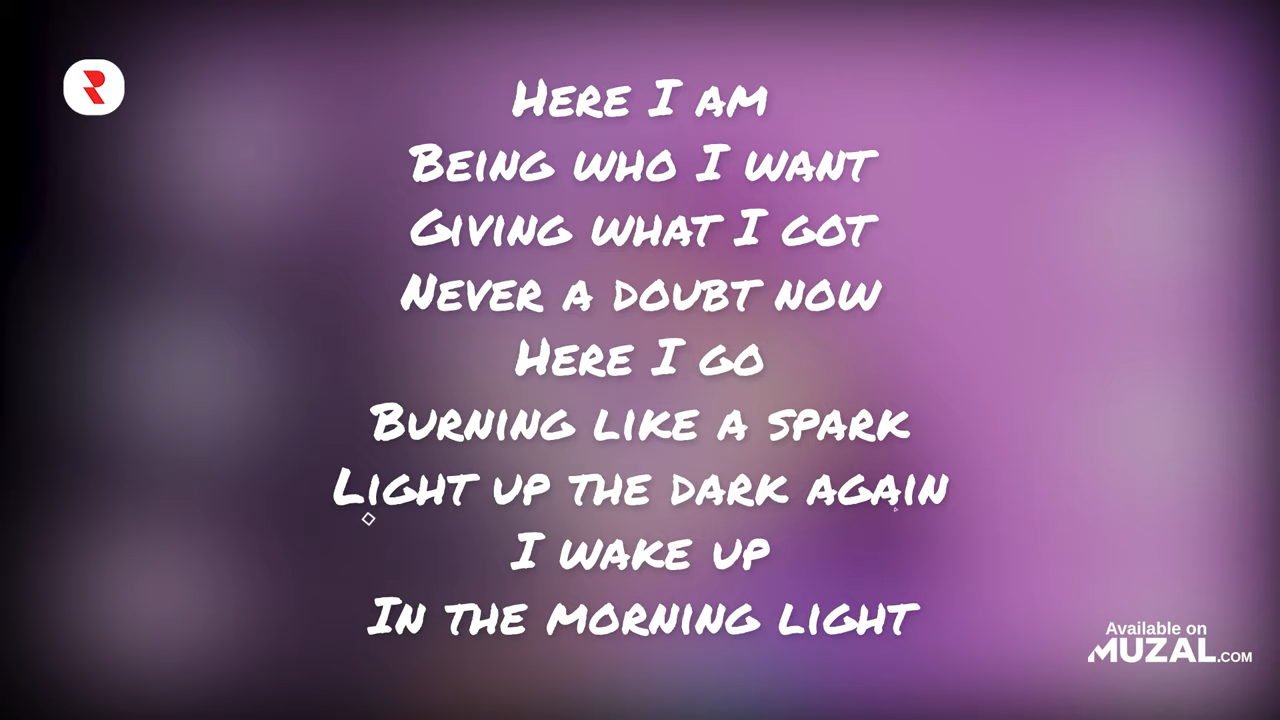 Here I am
Being who I want
Giving what I got
Never a doubt now
Here I go
Burning like a spark
Light up the dark again
I wake up
In the morning light
Available on
MUZAL.COM